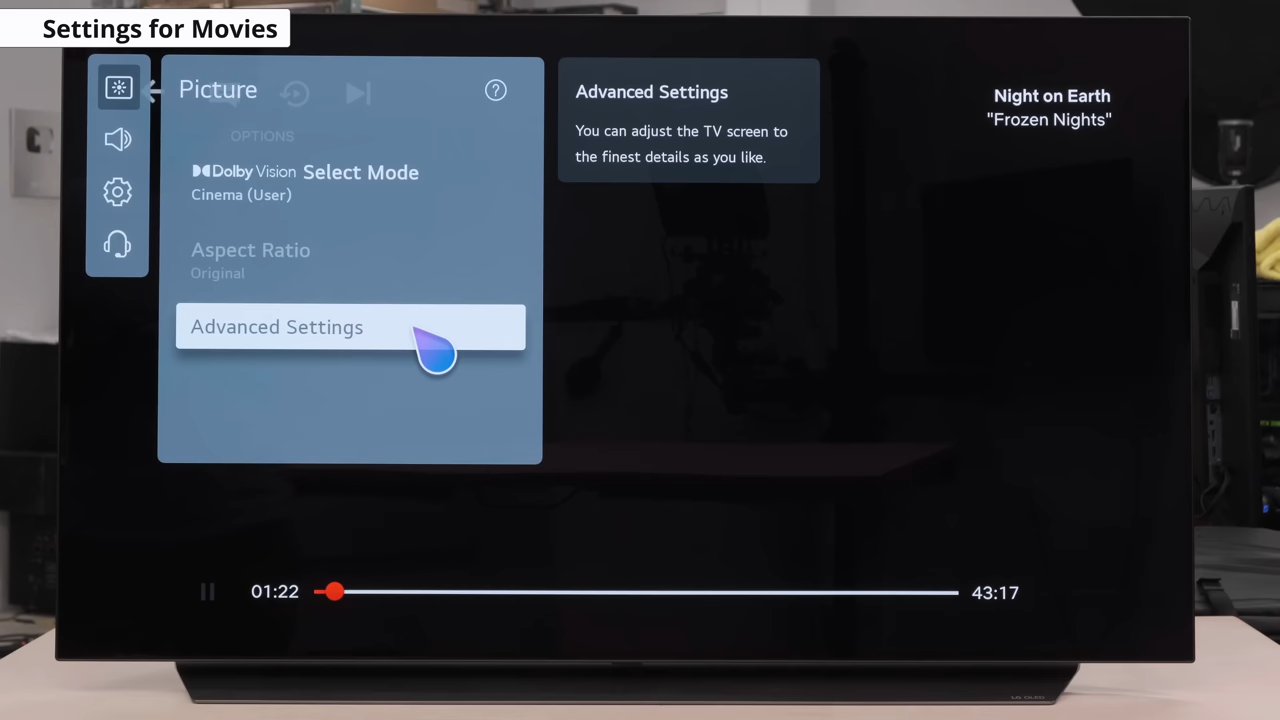 Settings for Movies
Picture
?
OPTIONS
Dolby Vision Select Mode
Cinema (User)
Aspect Ratio
Original
Advanced Settings
Advanced Settings
You can adjust the TV screen to
the finest details as you like.
Night on Earth
"Frozen Nights"
01:22
43:17
LG OLED